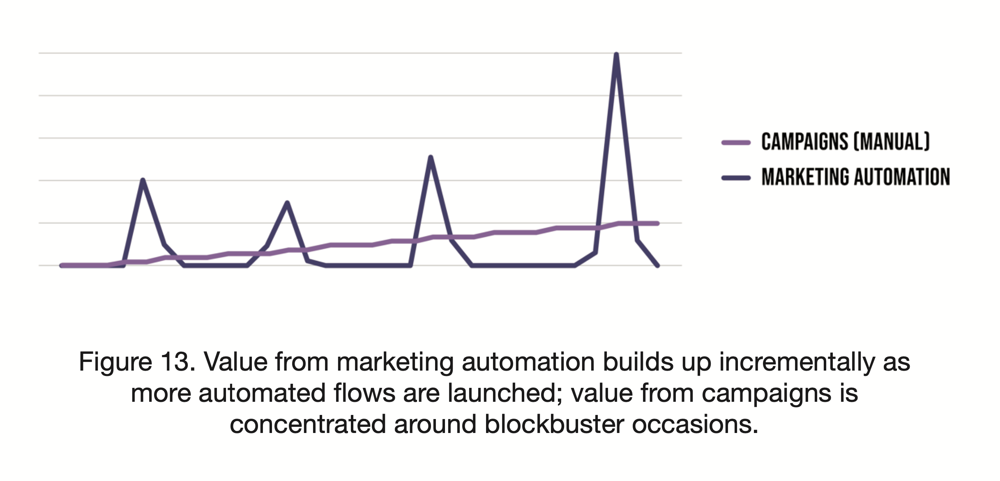 CAMPAIGNS (MANUAL)
MARKETING AUTOMATION
Figure 13. Value from marketing automation builds up incrementally as
more automated flows are launched; value from campaigns is
concentrated around blockbuster occasions.